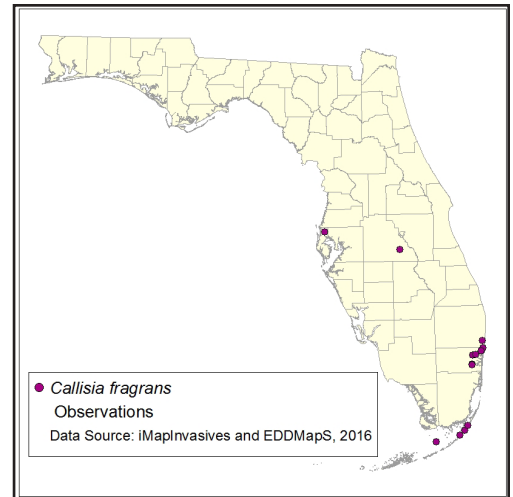 Callisia fragrans
Observations
Data Source: iMapInvasives and EDDMapS, 2016